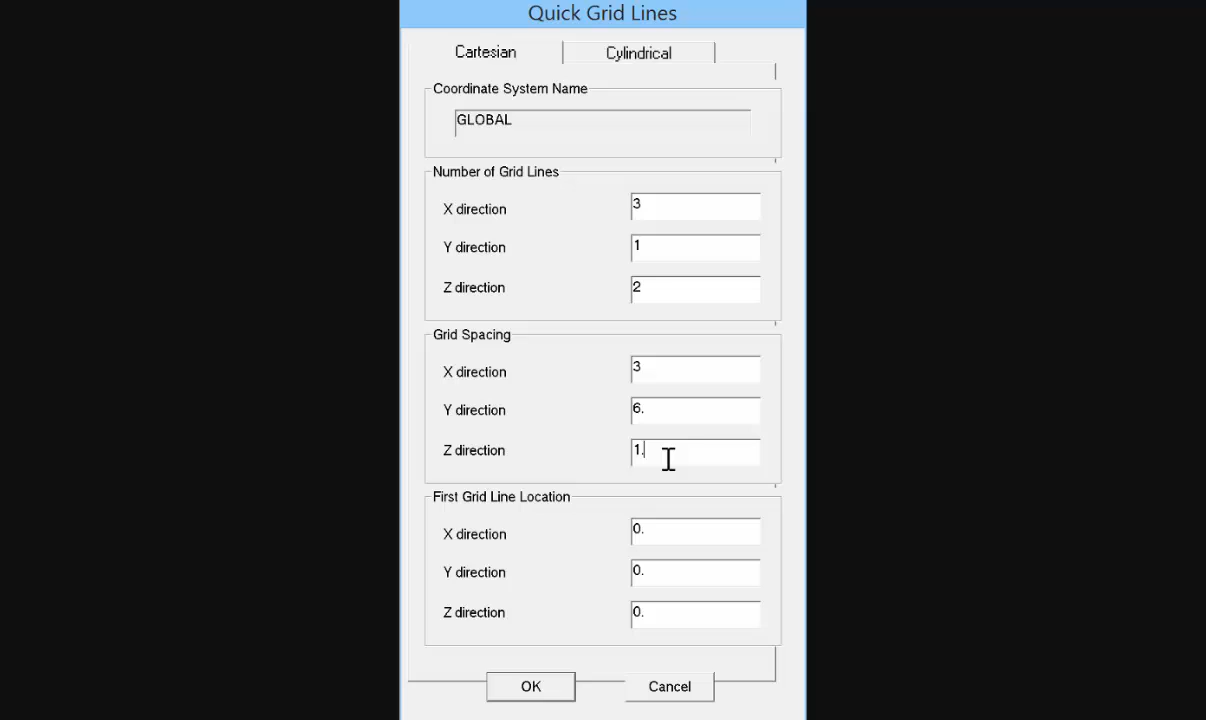 Quick Grid Lines
Cartesian
Cylindrical
Coordinate System Name
GLOBAL
Number of Grid Lines
X direction 3
Y direction 1
Z direction 2
Grid Spacing
X direction 3
Y direction 6.
Z direction 1.
First Grid Line Location
X direction 0.
Y direction 0.
Z direction 0.
OK
Cancel